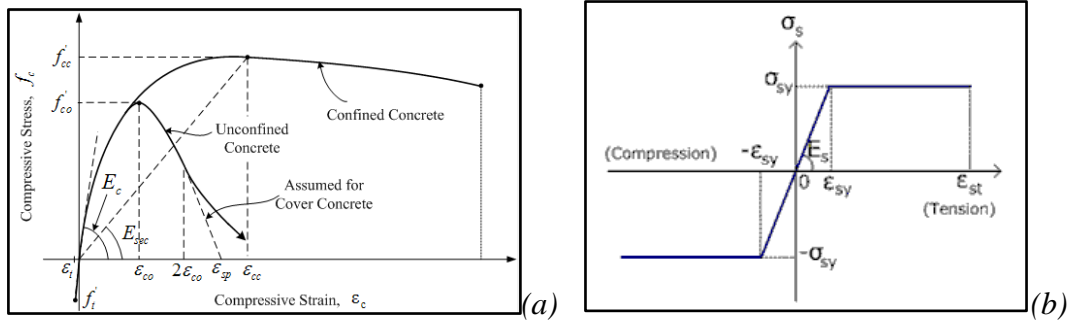 f'cc
f'co
Compressive Stress, fc
Confined Concrete
Unconfined
Concrete
Assumed for
Cover Concrete
Ec
Esec
εt
εco
2εco
εsp
εcc
f't
Compressive Strain, εc
(a)
σs
σsy
(Compression)
-εsy
Es
0
εsy
εst
(Tension)
-σsy
(b)